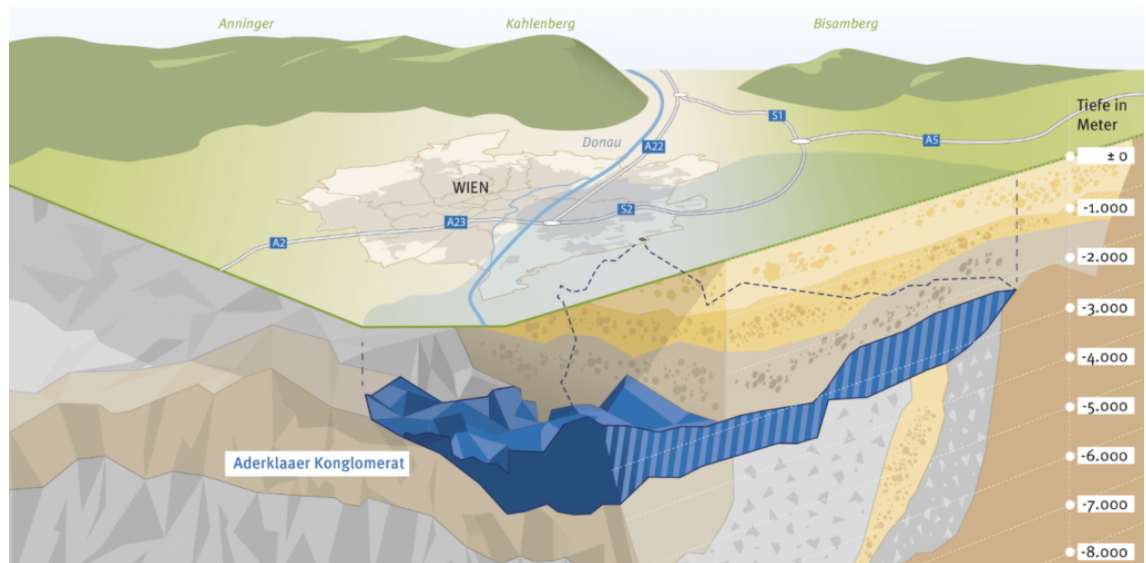 Anninger
Kahlenberg
Bisamberg
Tiefe in
Meter
S1
A5
Donau
A22
± 0
WIEN
-1.000
S2
A23
A2
-2.000
-3.000
-4.000
-5.000
Aderklaaer Konglomerat
-6.000
-7.000
-8.000